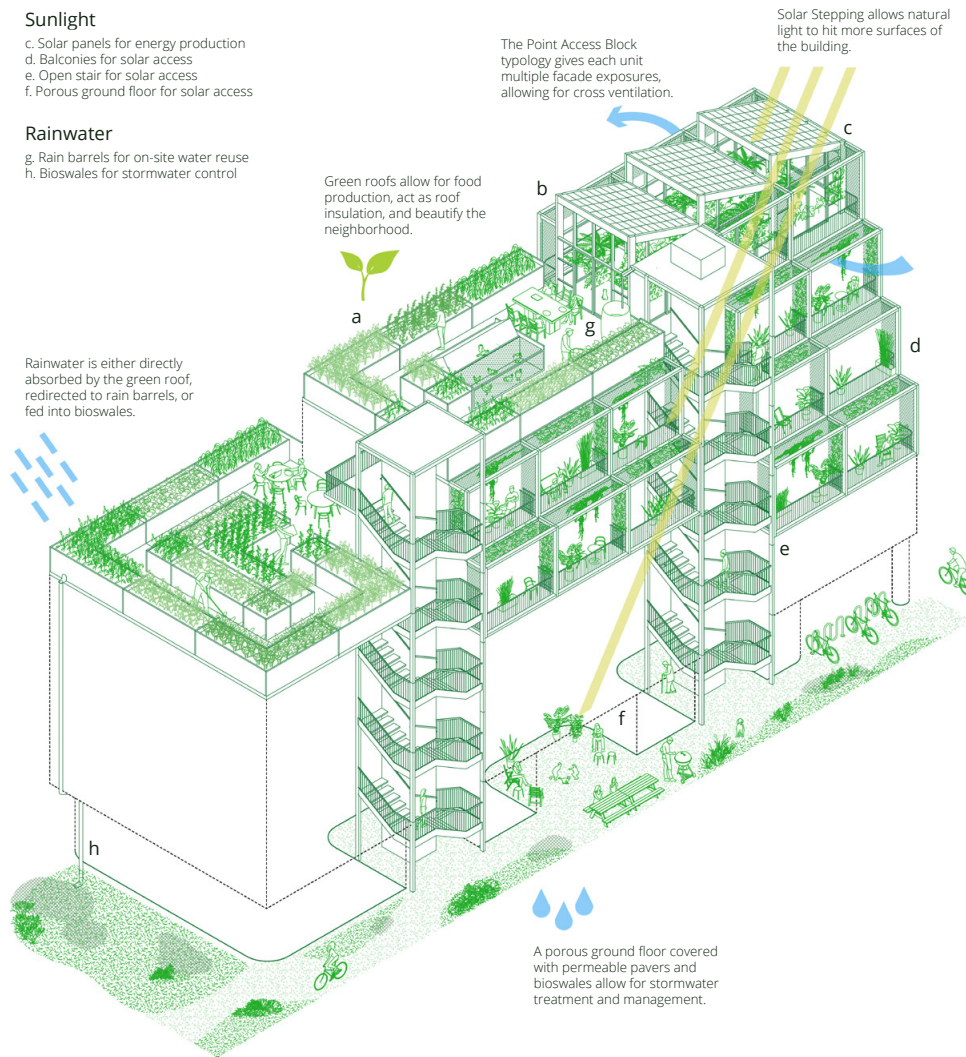 Sunlight
c. Solar panels for energy production
d. Balconies for solar access
e. Open stair for solar access
f. Porous ground floor for solar access
Rainwater
g. Rain barrels for on-site water reuse
h. Bioswales for stormwater control
The Point Access Block
typology gives each unit
multiple facade exposures,
allowing for cross ventilation.
Solar Stepping allows natural
light to hit more surfaces of
the building.
Green roofs allow for food
production, act as roof
insulation, and beautify the
neighborhood.
c
b
a
g
d
Rainwater is either directly
absorbed by the green roof,
redirected to rain barrels, or
fed into bioswales.
e
f
h
A porous ground floor covered
with permeable pavers and
bioswales allow for stormwater
treatment and management.